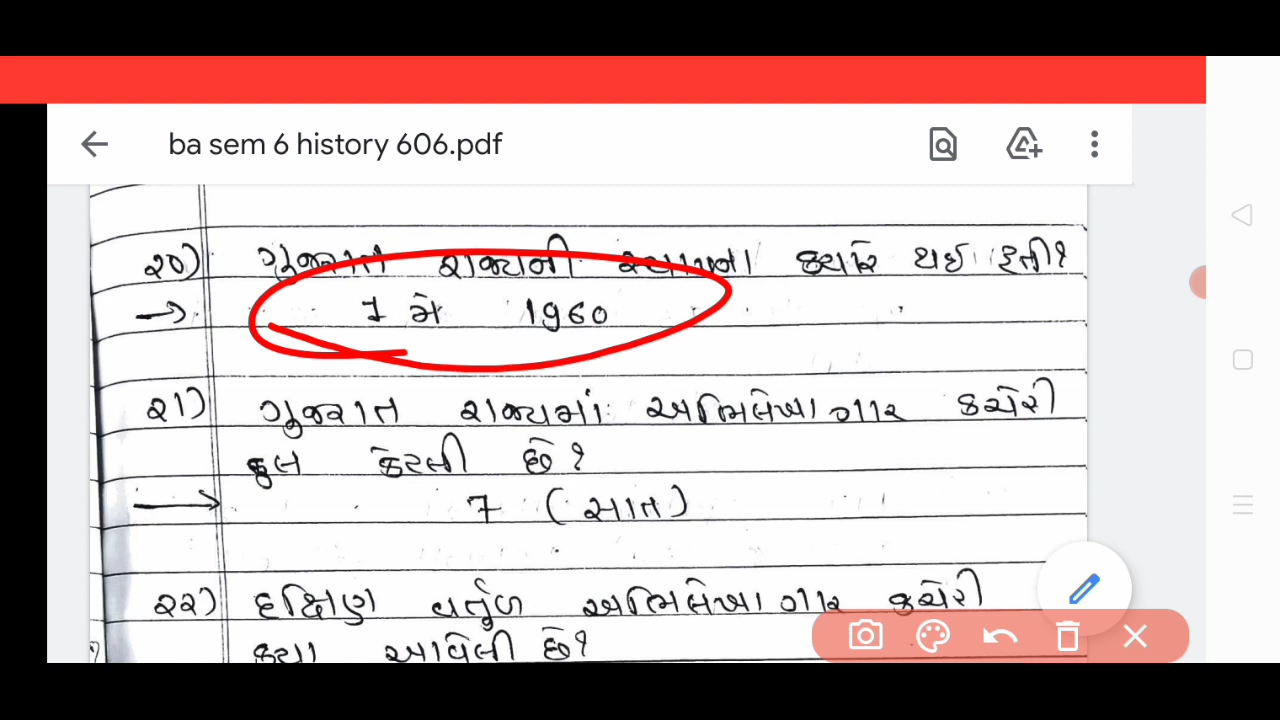 ba sem 6 history 606.pdf
૨૦) ગુજરાત રાજ્યની સ્થાપના ક્યારે થઈ હતી?
→ 1 મે 1960
૨૧) ગુજરાત રાજ્યમાં અભિલેખાગાર કચેરી
કુલ કેટલી છે?
→ 7 (સાત)
૨૨) દક્ષિણ વર્તુળ અભિલેખાગાર કચેરી
ક્યા આવેલી છે?